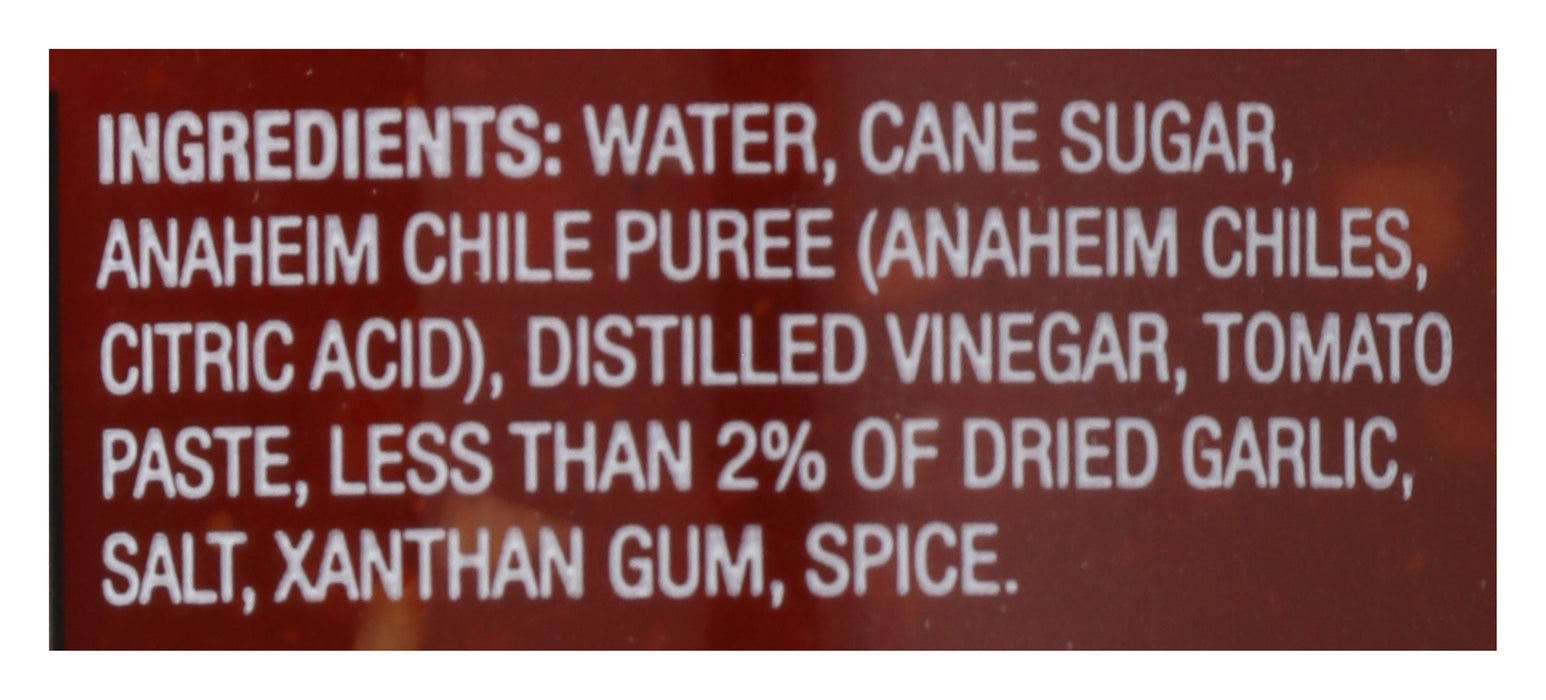 INGREDIENTS: WATER, CANE SUGAR,
ANAHEIM CHILE PUREE (ANAHEIM CHILES,
CITRIC ACID), DISTILLED VINEGAR, TOMATO
PASTE, LESS THAN 2% OF DRIED GARLIC,
SALT, XANTHAN GUM, SPICE.